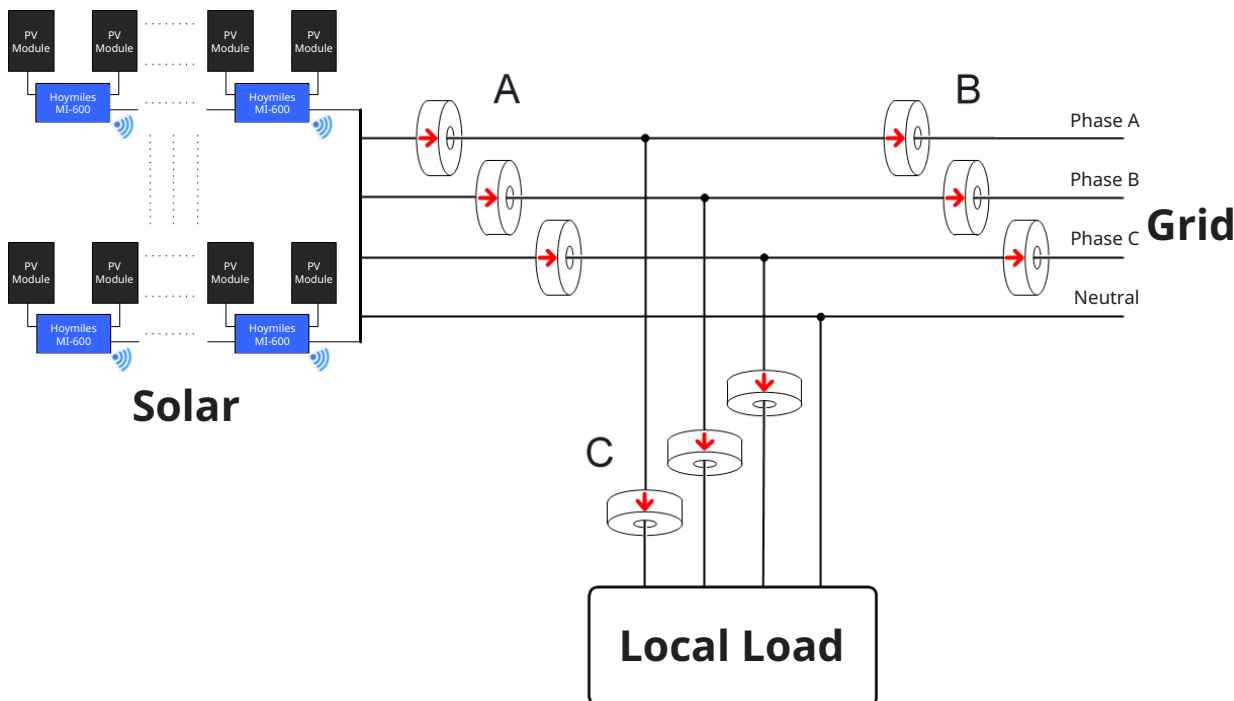 PV
Module
PV
Module
PV
Module
PV
Module
Hoymiles
MI-600
Hoymiles
MI-600
A
B
Phase A
Phase B
Phase C
Grid
Neutral
PV
Module
PV
Module
PV
Module
PV
Module
Hoymiles
MI-600
Hoymiles
MI-600
Solar
C
Local Load